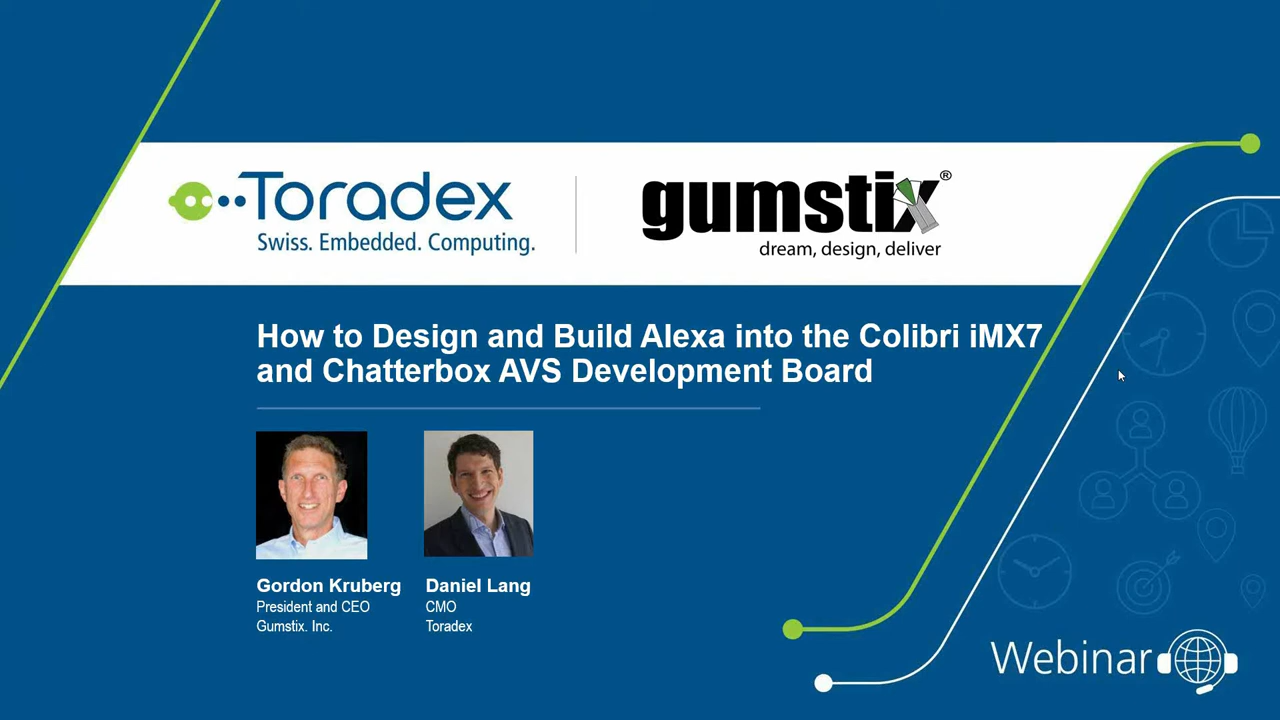 Toradex
Swiss. Embedded. Computing.
gumstix®
dream, design, deliver
How to Design and Build Alexa into the Colibri iMX7
and Chatterbox AVS Development Board
Gordon Kruberg
President and CEO
Gumstix. Inc.
Daniel Lang
CMO
Toradex
Webinar